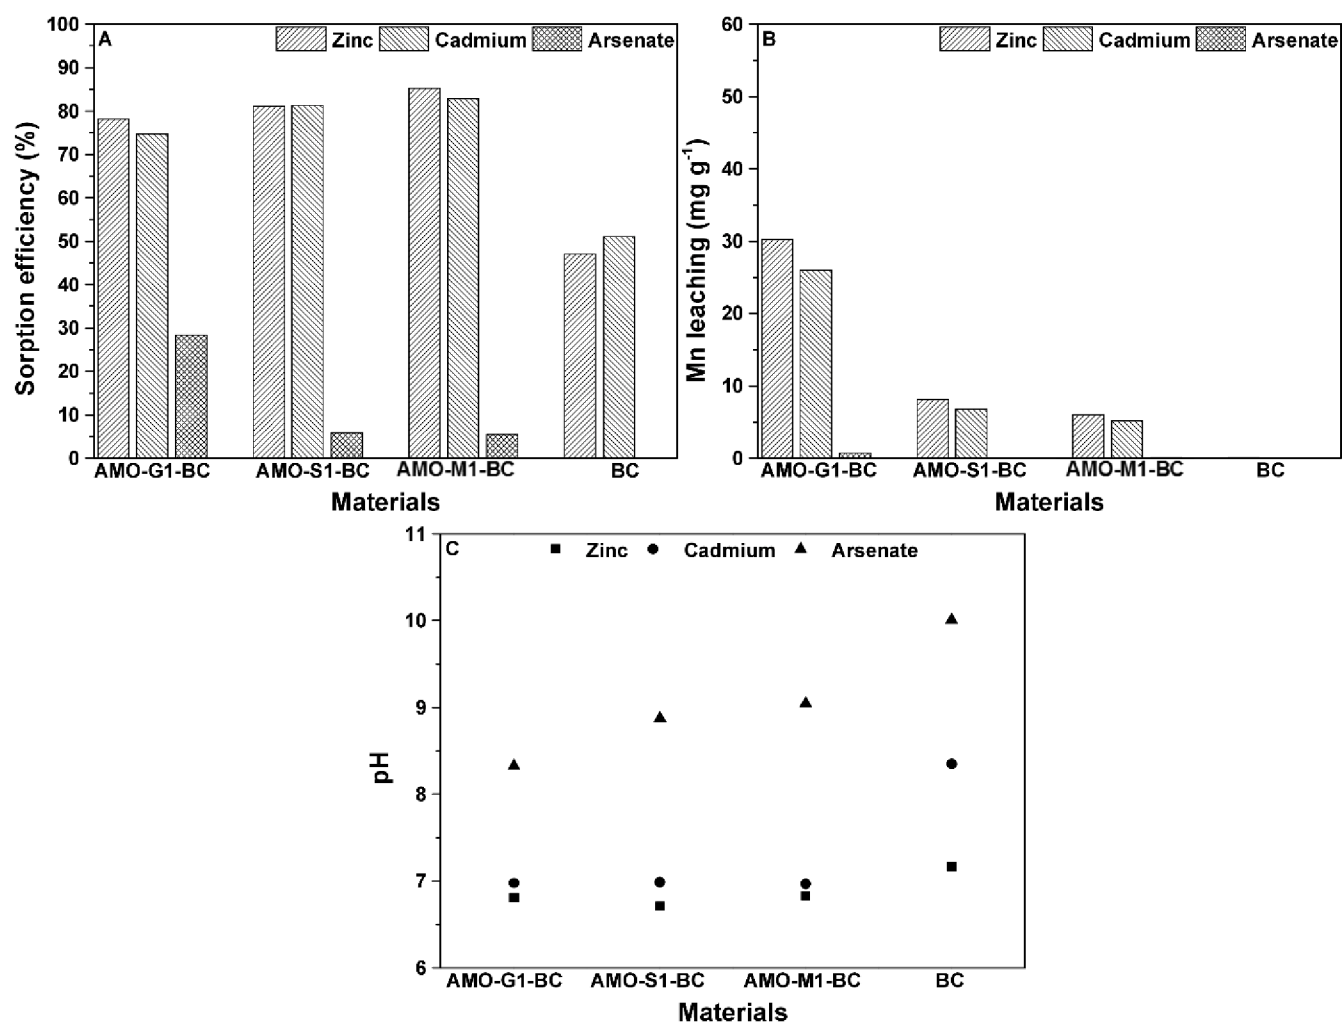 A
Zinc Cadmium Arsenate
100
90
80
70
60
50
40
30
20
10
0
Sorption efficiency (%)
AMO-G1-BC AMO-S1-BC AMO-M1-BC BC
Materials
B
Zinc Cadmium Arsenate
60
50
40
30
20
10
0
Mn leaching (mg g⁻¹)
AMO-G1-BC AMO-S1-BC AMO-M1-BC BC
Materials
C
Zinc Cadmium Arsenate
11
10
9
8
7
6
pH
AMO-G1-BC AMO-S1-BC AMO-M1-BC BC
Materials